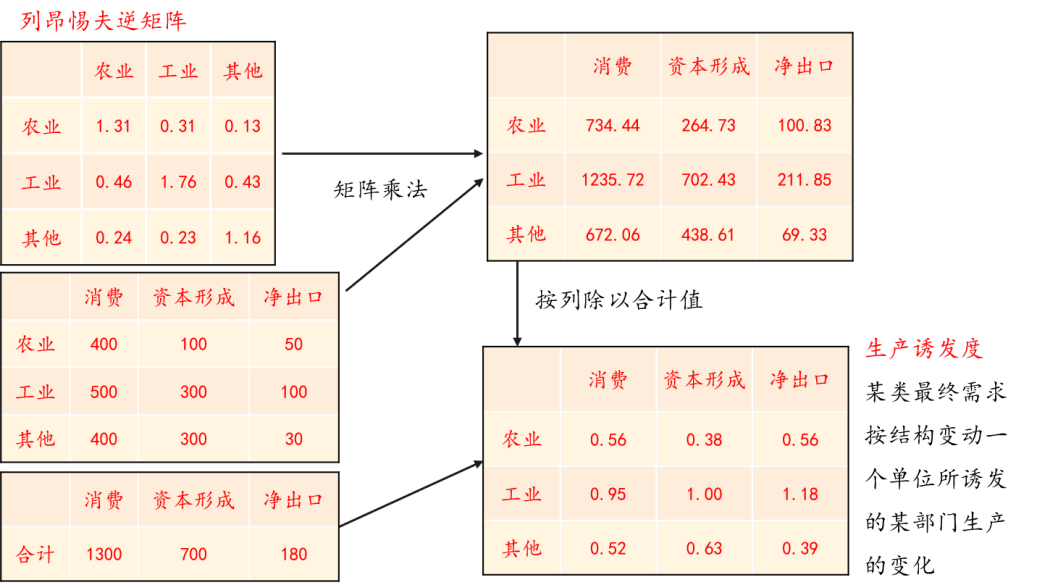 列昂惕夫逆矩阵
农业 工业 其他
农业 1.31 0.31 0.13
工业 0.46 1.76 0.43
其他 0.24 0.23 1.16
消费 资本形成 净出口
农业 400 100 50
工业 500 300 100
其他 400 300 30
消费 资本形成 净出口
合计 1300 700 180
矩阵乘法
消费 资本形成 净出口
农业 734.44 264.73 100.83
工业 1235.72 702.43 211.85
其他 672.06 438.61 69.33
按列除以合计值
消费 资本形成 净出口
农业 0.56 0.38 0.56
工业 0.95 1.00 1.18
其他 0.52 0.63 0.39
生产诱发度
某类最终需求
按结构变动一
个单位所诱发
的某部门生产
的变化